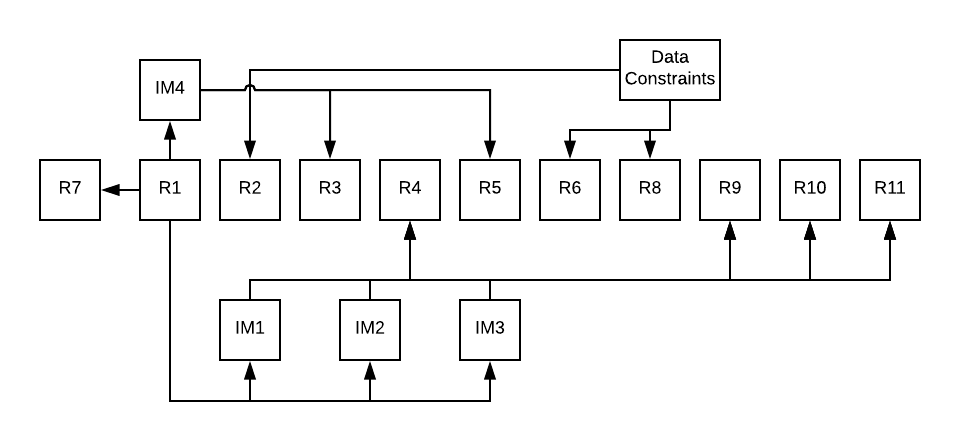 Data
Constraints
IM4
R7
R1
R2
R3
R4
R5
R6
R8
R9
R10
R11
IM1
IM2
IM3